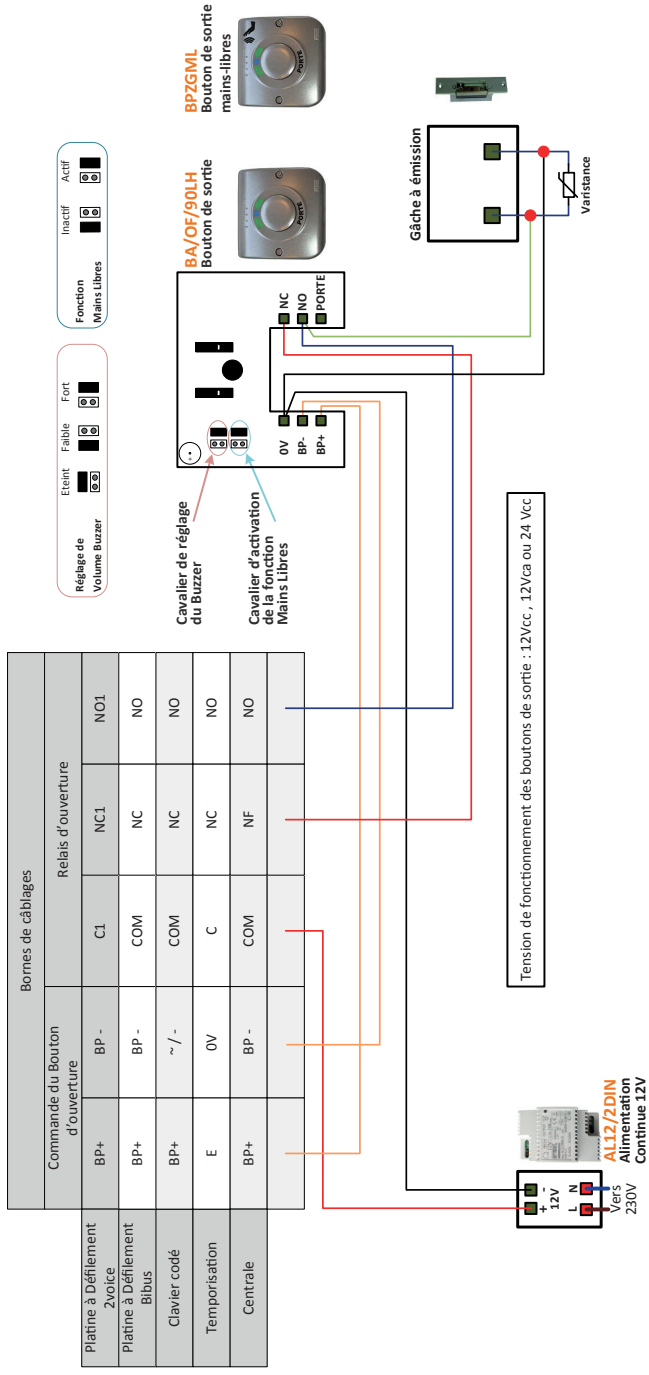 Bornes de câblages
Commande du Bouton
d'ouverture
Relais d'ouverture
Platine à Défilement
2voice
BP+
BP -
C1
NC1
NO1
Platine à Défilement
Bibus
BP+
BP -
COM
NC
NO
Clavier codé
BP+
~ / -
COM
NC
NO
Temporisation
E
0V
C
NC
NO
Centrale
BP+
BP -
COM
NF
NO
Réglage de
Volume Buzzer
Eteint
Faible
Fort
Fonction
Mains Libres
Inactif
Actif
Cavalier de réglage
du Buzzer
Cavalier d'activation
de la fonction
Mains Libres
0V
BP-
BP+
NC
NO
PORTE
BA/OF/90LH
Bouton de sortie
PORTE
BPZGML
Bouton de sortie
mains-libres
PORTE
Gâche à émission
Varistance
Tension de fonctionnement des boutons de sortie : 12Vcc , 12Vca ou 24 Vcc
+ -
12V
L N
Vers
230V
AL12/2DIN
Alimentation
Continue 12V